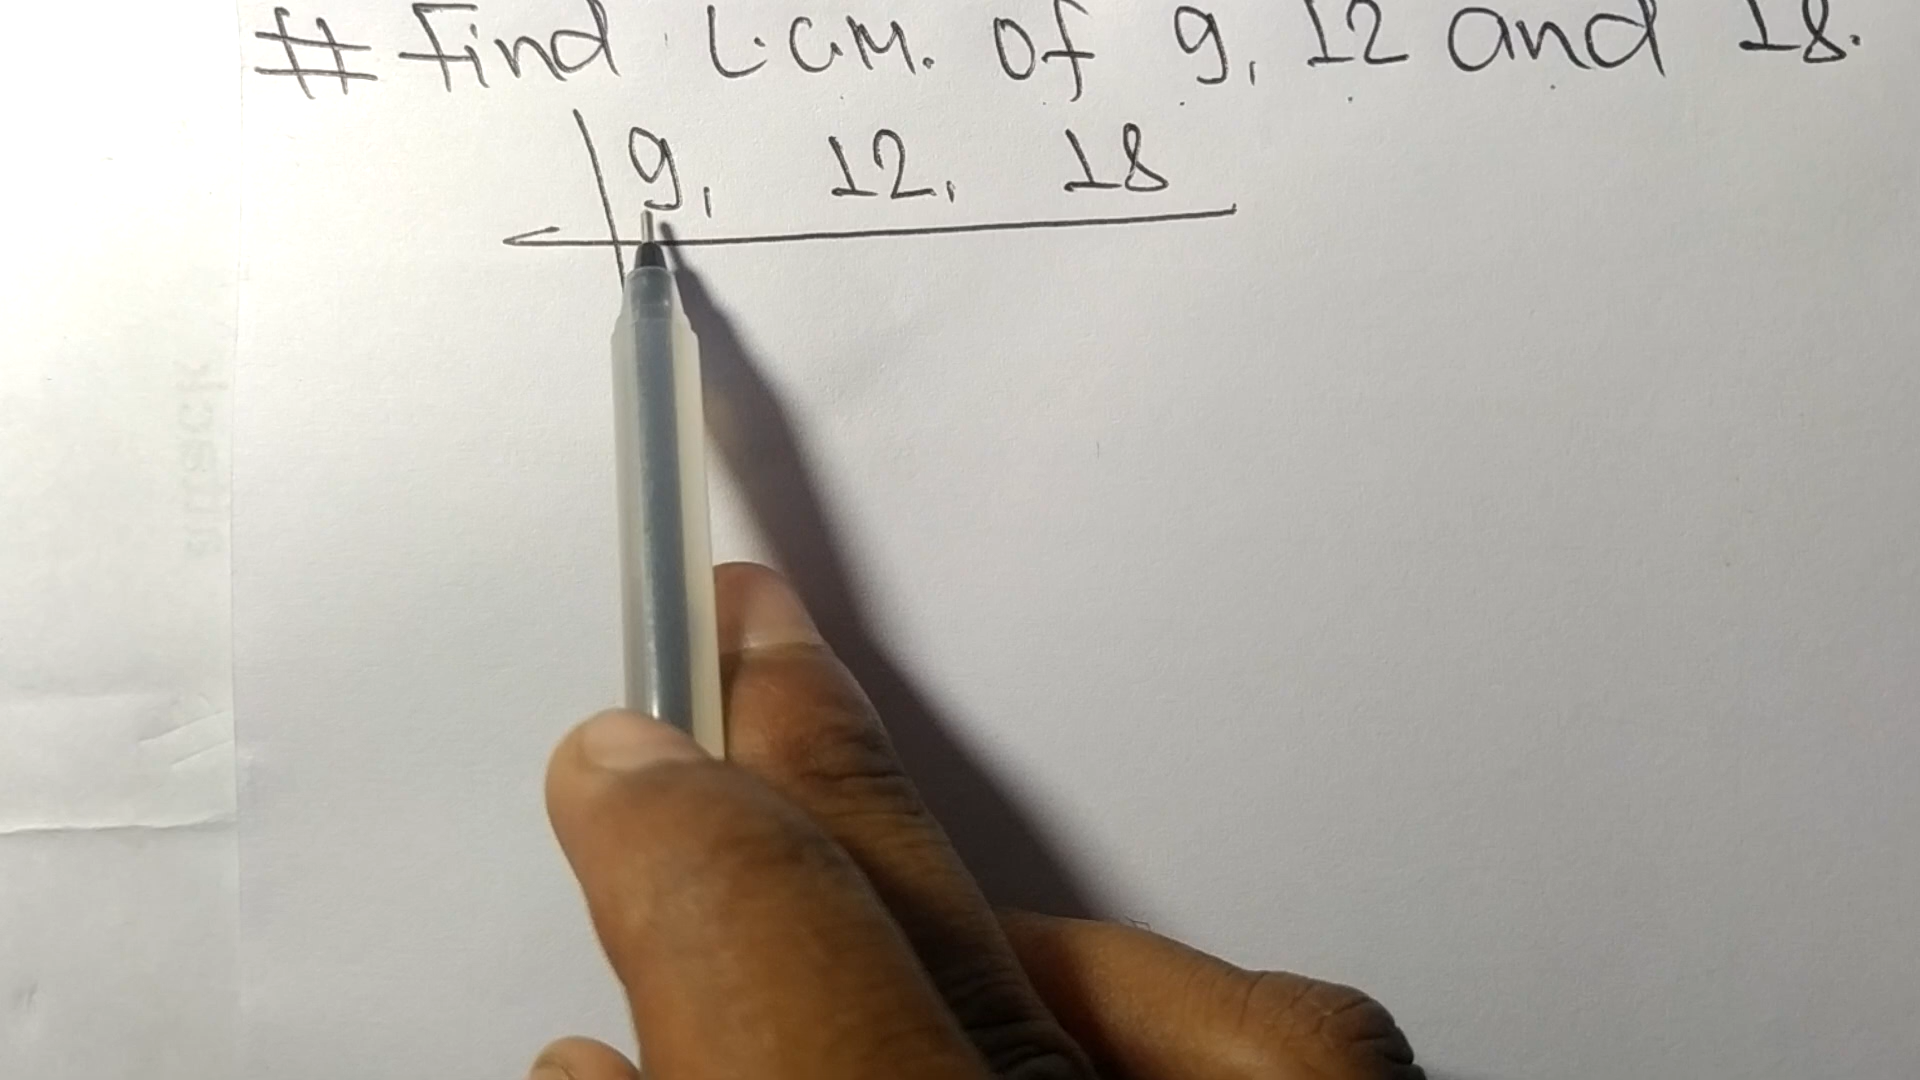 # Find L.C.M. of 9, 12 and 18.
9, 12, 18